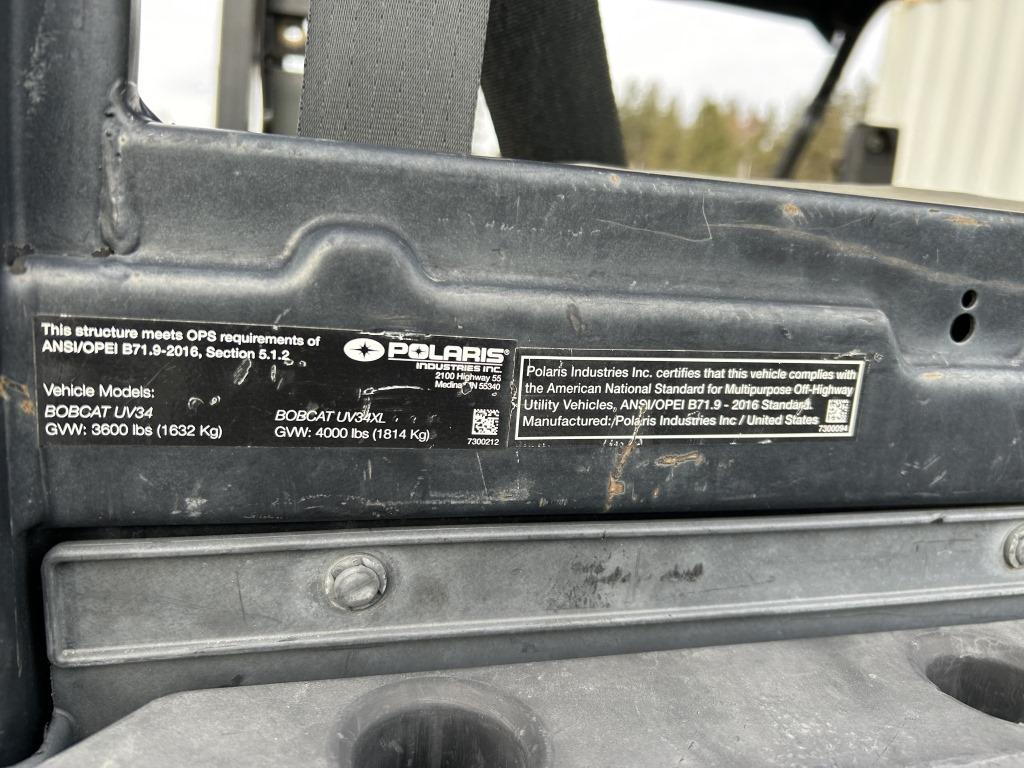 This structure meets OPS requirements of
ANSI/OPEI B71.9-2016, Section 5.1.2
POLARIS
INDUSTRIES INC.
2100 Highway 55
Medina, MN 55340
Vehicle Models:
BOBCAT UV34
GVW: 3600 lbs (1632 Kg)
BOBCAT UV34XL
GVW: 4000 lbs (1814 Kg)
7300212
Polaris Industries Inc. certifies that this vehicle complies with
the American National Standard for Multipurpose Off-Highway
Utility Vehicles, ANSI/OPEI B71.9 - 2016 Standard.
Manufactured: Polaris Industries Inc / United States
7300094